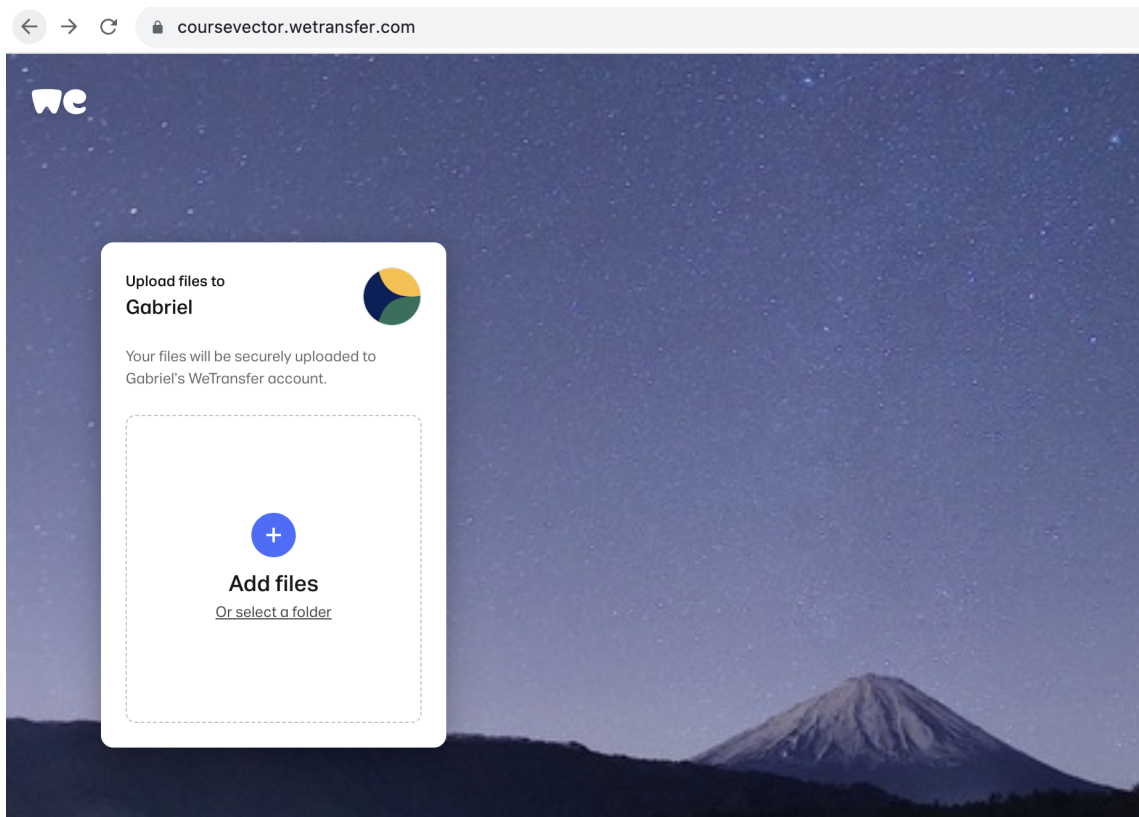 coursevector.wetransfer.com
we
Upload files to
Gabriel
Your files will be securely uploaded to
Gabriel's WeTransfer account.
Add files
Or select a folder